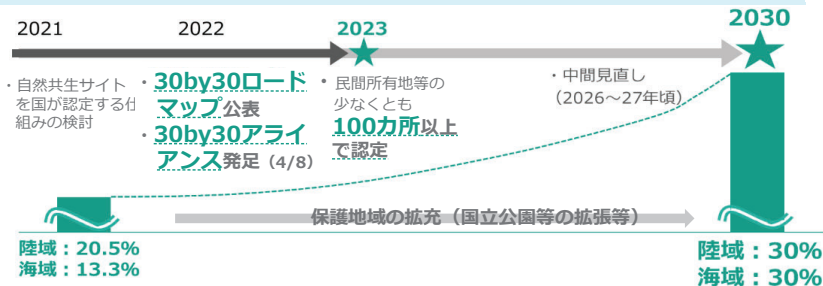 2021
2022
2023
2030
・自然共生サイト
を国が認定する仕
組みの検討
・30by30ロード
マップ公表
・30by30アライ
アンス発足（4/8）
・民間所有地等の
少なくとも
100カ所以上
で認定
・中間見直し
（2026～27年頃）
保護地域の拡充（国立公園等の拡張等）
陸域：20.5%
海域：13.3%
陸域：30%
海域：30%